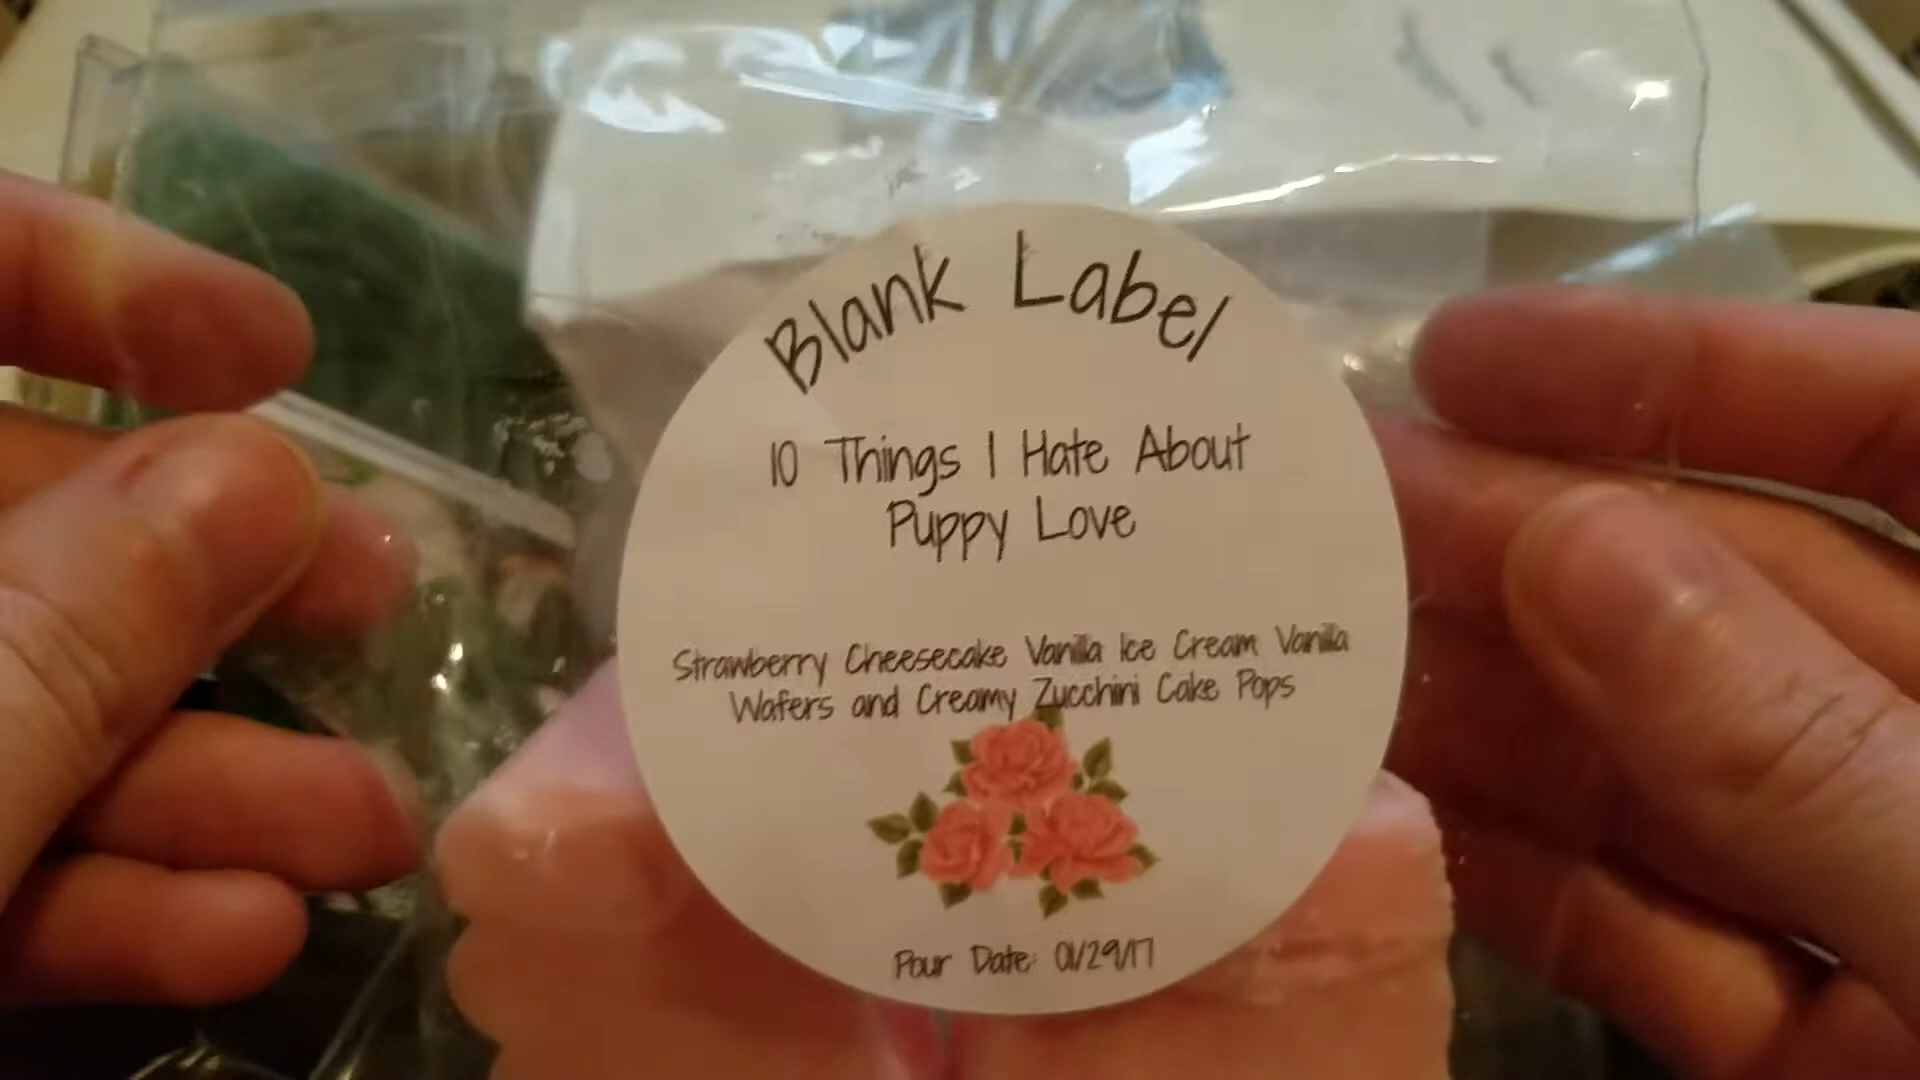 Blank Label
10 Things I Hate About
Puppy Love
Strawberry Cheesecake Vanilla Ice Cream Vanilla
Wafers and Creamy Zucchini Cake Pops
Pour Date: 01/29/17